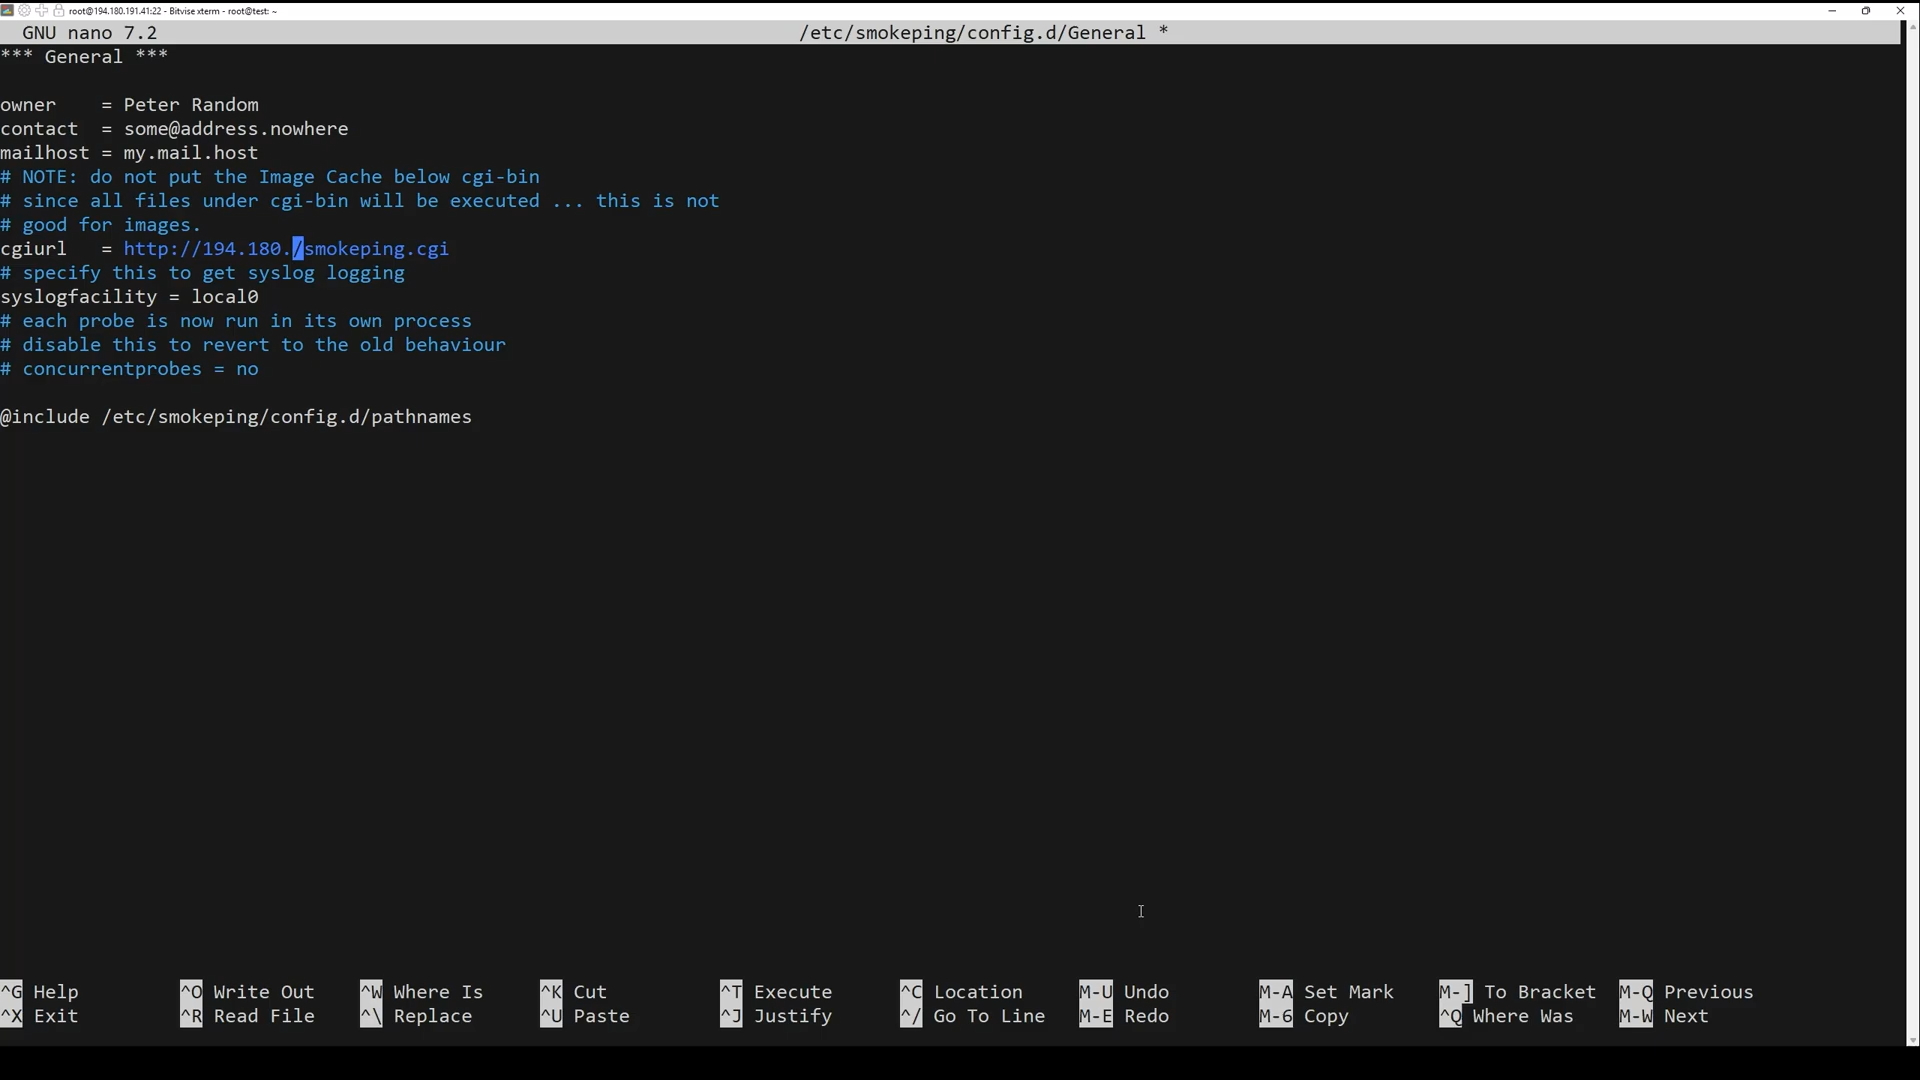 root@194.180.191.41:22 - Bitvise xterm - root@test: ~
GNU nano 7.2 /etc/smokeping/config.d/General *
*** General ***
owner    = Peter Random
contact  = some@address.nowhere
mailhost = my.mail.host
# NOTE: do not put the Image Cache below cgi-bin
# since all files under cgi-bin will be executed ... this is not
# good for images.
cgiurl   = http://194.180./smokeping.cgi
# specify this to get syslog logging
syslogfacility = local0
# each probe is now run in its own process
# disable this to revert to the old behaviour
# concurrentprobes = no
@include /etc/smokeping/config.d/pathnames
^G Help ^O Write Out ^W Where Is ^K Cut ^T Execute ^C Location M-U Undo M-A Set Mark M-] To Bracket M-Q Previous
^X Exit ^R Read File ^\ Replace ^U Paste ^J Justify ^/ Go To Line M-E Redo M-6 Copy ^Q Where Was M-W Next